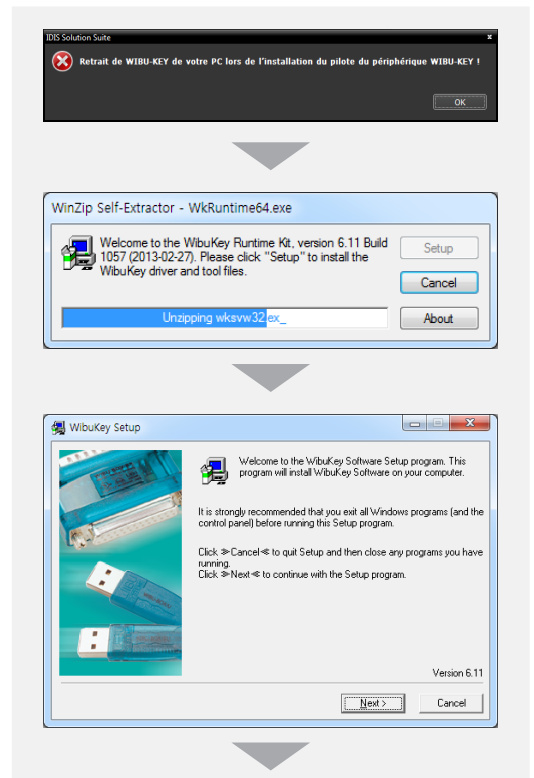 IDIS Solution Suite
x
Retrait de WIBU-KEY de votre PC lors de l'installation du pilote du périphérique WIBU-KEY !
OK
WinZip Self-Extractor - WkRuntime64.exe
Welcome to the WibuKey Runtime Kit, version 6.11 Build
1057 (2013-02-27). Please click "Setup" to install the
WibuKey driver and tool files.
Setup
Cancel
Unzipping wksvw32.ex_
About
WibuKey Setup
Welcome to the WibuKey Software Setup program. This
program will install WibuKey Software on your computer.
It is strongly recommended that you exit all Windows programs (and the
control panel) before running this Setup program.
Click ≫Cancel≪ to quit Setup and then close any programs you have
running.
Click ≫Next≪ to continue with the Setup program.
Version 6.11
Next >
Cancel